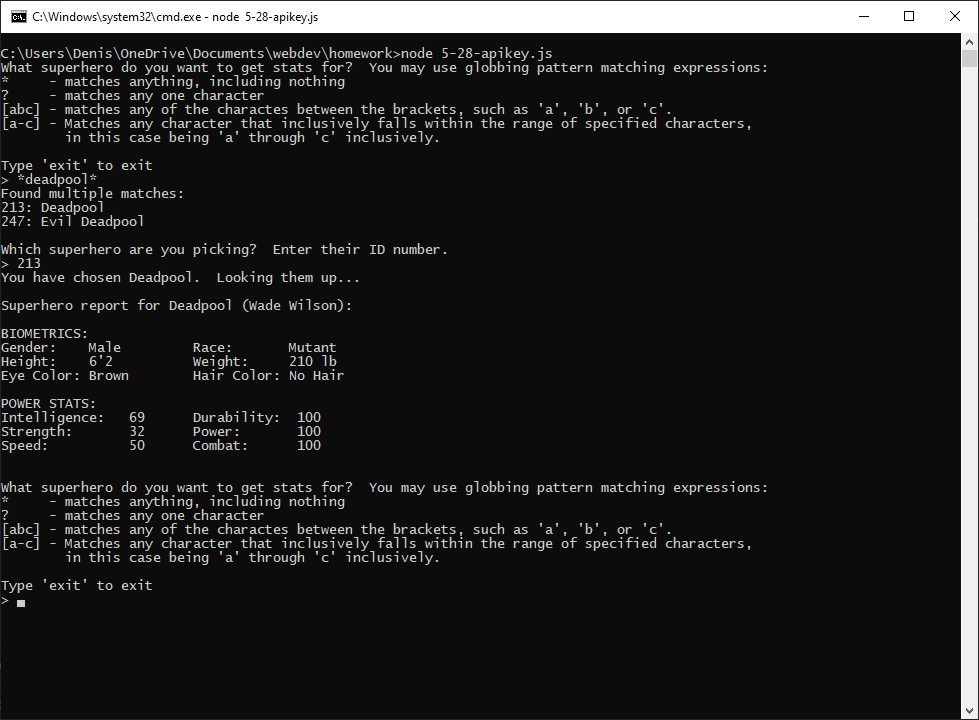 C:\Windows\system32\cmd.exe - node 5-28-apikey.js
C:\Users\Denis\OneDrive\Documents\webdev\homework>node 5-28-apikey.js
What superhero do you want to get stats for?  You may use globbing pattern matching expressions:
*     - matches anything, including nothing
?     - matches any one character
[abc] - matches any of the charactes between the brackets, such as 'a', 'b', or 'c'.
[a-c] - Matches any character that inclusively falls within the range of specified characters,
        in this case being 'a' through 'c' inclusively.
Type 'exit' to exit
> *deadpool*
Found multiple matches:
213: Deadpool
247: Evil Deadpool
Which superhero are you picking?  Enter their ID number.
> 213
You have chosen Deadpool.  Looking them up...
Superhero report for Deadpool (Wade Wilson):
BIOMETRICS:
Gender:    Male         Race:       Mutant
Height:    6'2          Weight:     210 lb
Eye Color: Brown        Hair Color: No Hair
POWER STATS:
Intelligence:   69      Durability:  100
Strength:       32      Power:       100
Speed:          50      Combat:      100
What superhero do you want to get stats for?  You may use globbing pattern matching expressions:
*     - matches anything, including nothing
?     - matches any one character
[abc] - matches any of the charactes between the brackets, such as 'a', 'b', or 'c'.
[a-c] - Matches any character that inclusively falls within the range of specified characters,
        in this case being 'a' through 'c' inclusively.
Type 'exit' to exit
>